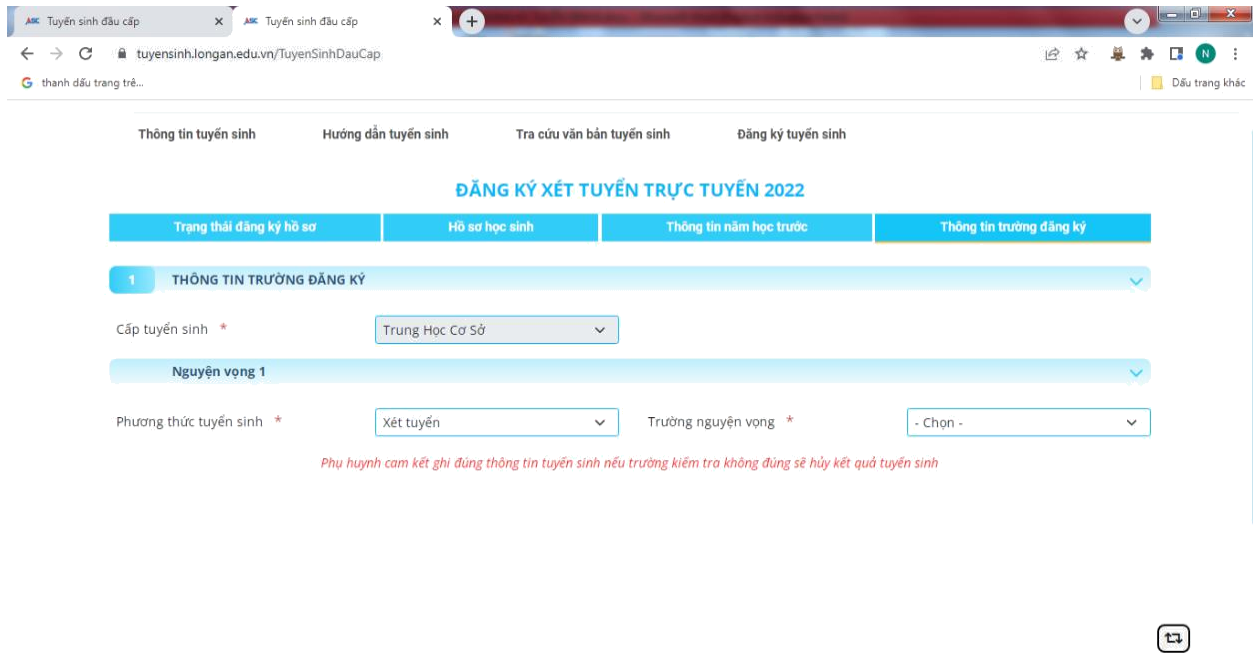 ASC Tuyển sinh đầu cấp ASC Tuyển sinh đầu cấp
tuyensinh.longan.edu.vn/TuyenSinhDauCap N
G thanh dấu trang trê... Dấu trang khác
Thông tin tuyển sinh Hướng dẫn tuyển sinh Tra cứu văn bản tuyển sinh Đăng ký tuyển sinh
ĐĂNG KÝ XÉT TUYỂN TRỰC TUYẾN 2022
Trạng thái đăng ký hồ sơ Hồ sơ học sinh Thông tin năm học trước Thông tin trường đăng ký
1 THÔNG TIN TRƯỜNG ĐĂNG KÝ
Cấp tuyển sinh * Trung Học Cơ Sở
Nguyện vọng 1
Phương thức tuyển sinh * Xét tuyển Trường nguyện vọng * - Chọn -
Phụ huynh cam kết ghi đúng thông tin tuyển sinh nếu trường kiểm tra không đúng sẽ hủy kết quả tuyển sinh